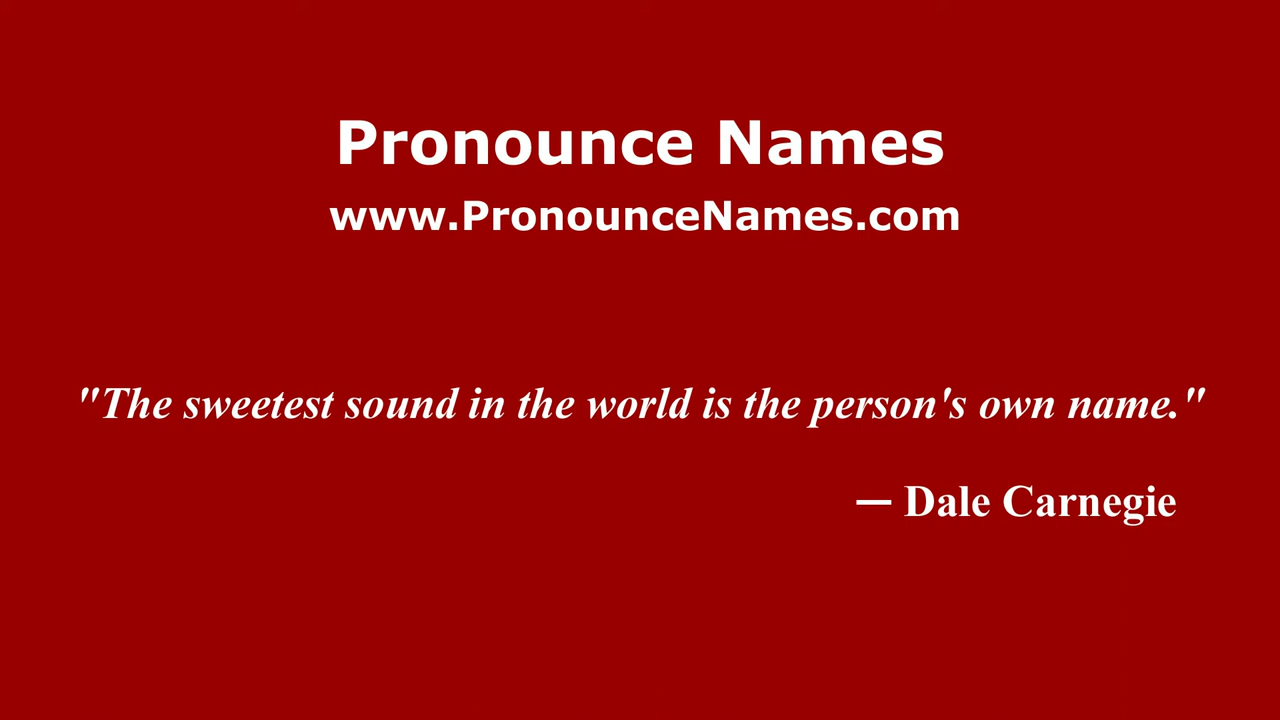 Pronounce Names
www.PronounceNames.com
"The sweetest sound in the world is the person's own name."
— Dale Carnegie